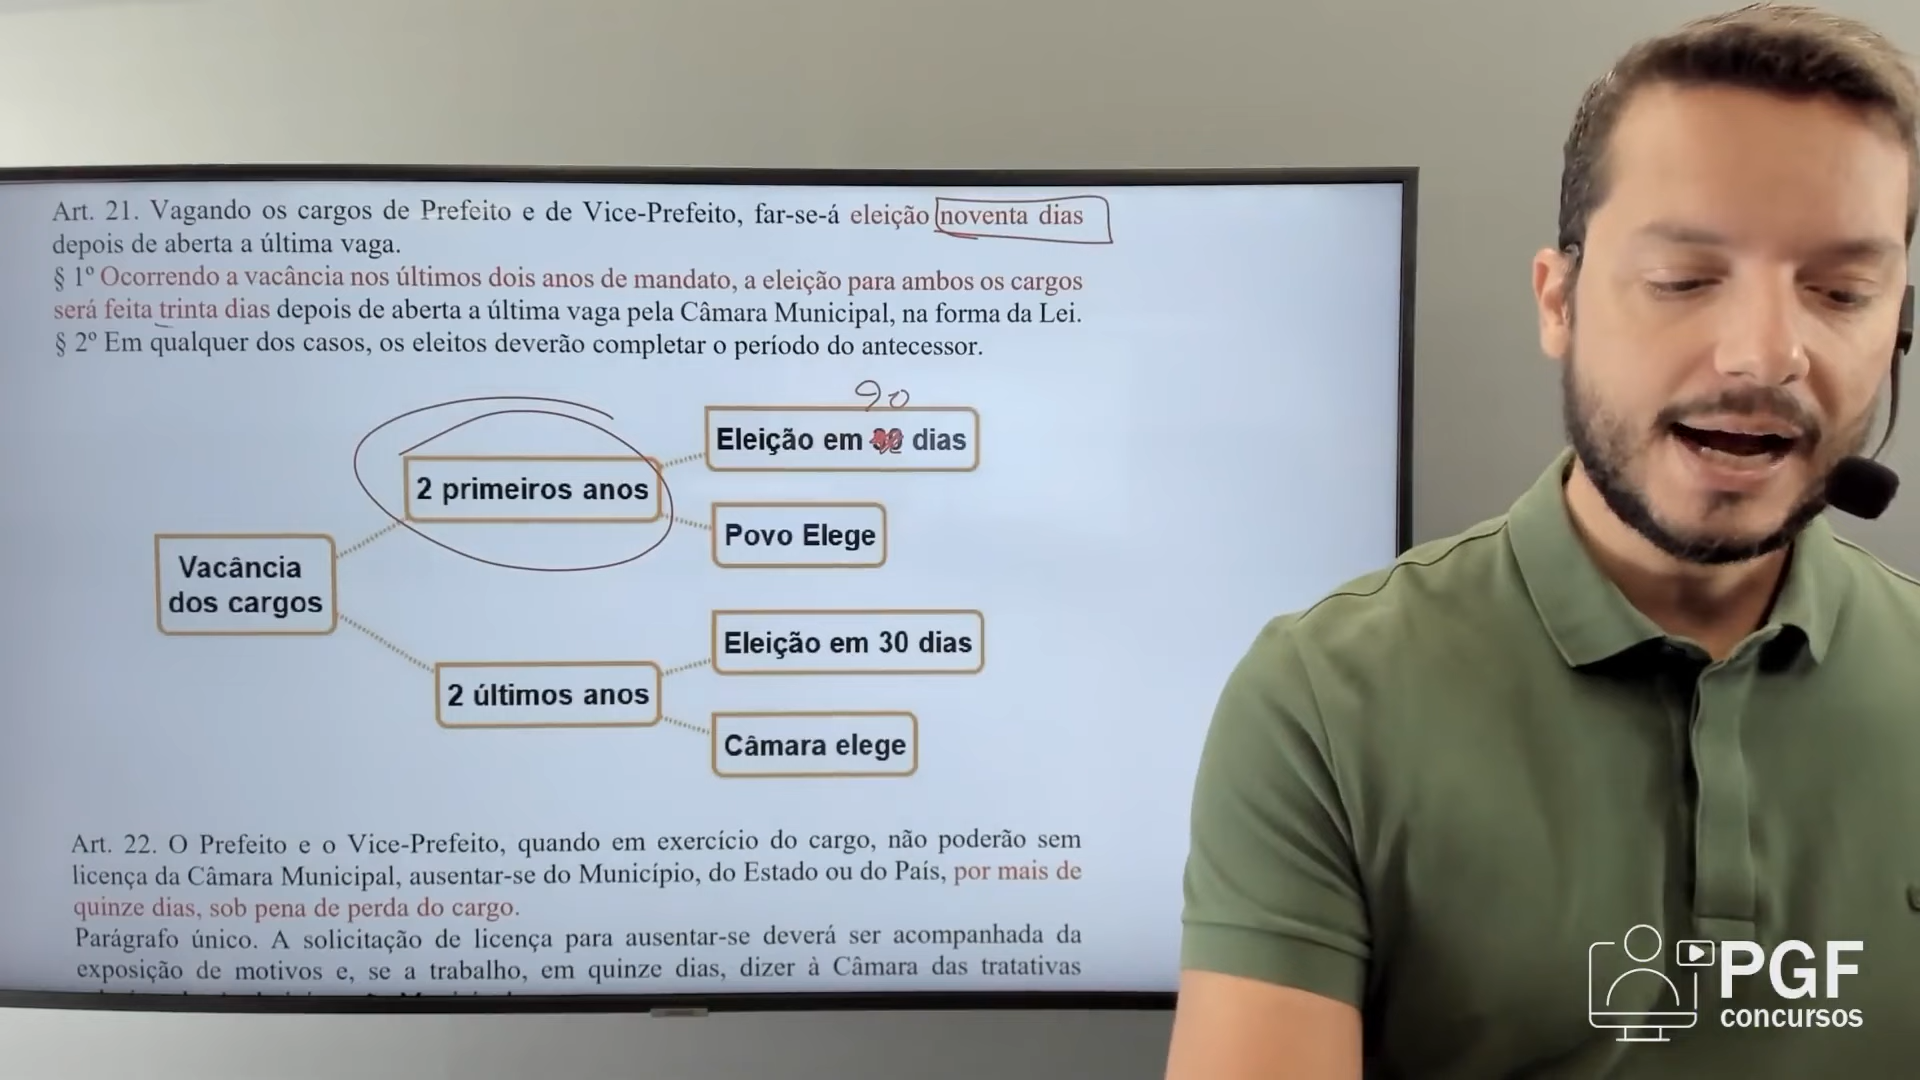 Art. 21. Vagando os cargos de Prefeito e de Vice-Prefeito, far-se-á eleição noventa dias
depois de aberta a última vaga.
§ 1º Ocorrendo a vacância nos últimos dois anos de mandato, a eleição para ambos os cargos
será feita trinta dias depois de aberta a última vaga pela Câmara Municipal, na forma da Lei.
§ 2º Em qualquer dos casos, os eleitos deverão completar o período do antecessor.
90
Eleição em dias
2 primeiros anos
Povo Elege
Vacância
dos cargos
Eleição em 30 dias
2 últimos anos
Câmara elege
Art. 22. O Prefeito e o Vice-Prefeito, quando em exercício do cargo, não poderão sem
licença da Câmara Municipal, ausentar-se do Município, do Estado ou do País, por mais de
quinze dias, sob pena de perda do cargo.
Parágrafo único. A solicitação de licença para ausentar-se deverá ser acompanhada da
exposição de motivos e, se a trabalho, em quinze dias, dizer à Câmara das tratativas
PGF
concursos